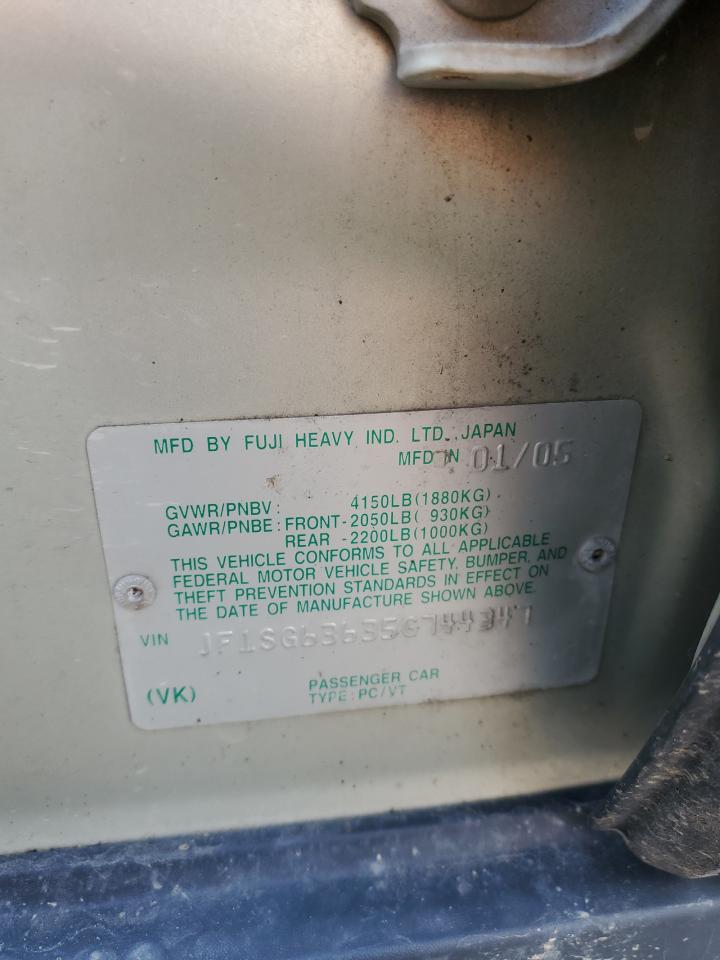 MFD BY FUJI HEAVY IND. LTD., JAPAN
MFD IN 01/05
GVWR/PNBV: 4150LB(1880KG)
GAWR/PNBE: FRONT-2050LB( 930KG)
REAR -2200LB(1000KG)
THIS VEHICLE CONFORMS TO ALL APPLICABLE
FEDERAL MOTOR VEHICLE SAFETY, BUMPER, AND
THEFT PREVENTION STANDARDS IN EFFECT ON
THE DATE OF MANUFACTURE SHOWN ABOVE.
VIN
(VK) PASSENGER CAR
TYPE: PC/VT